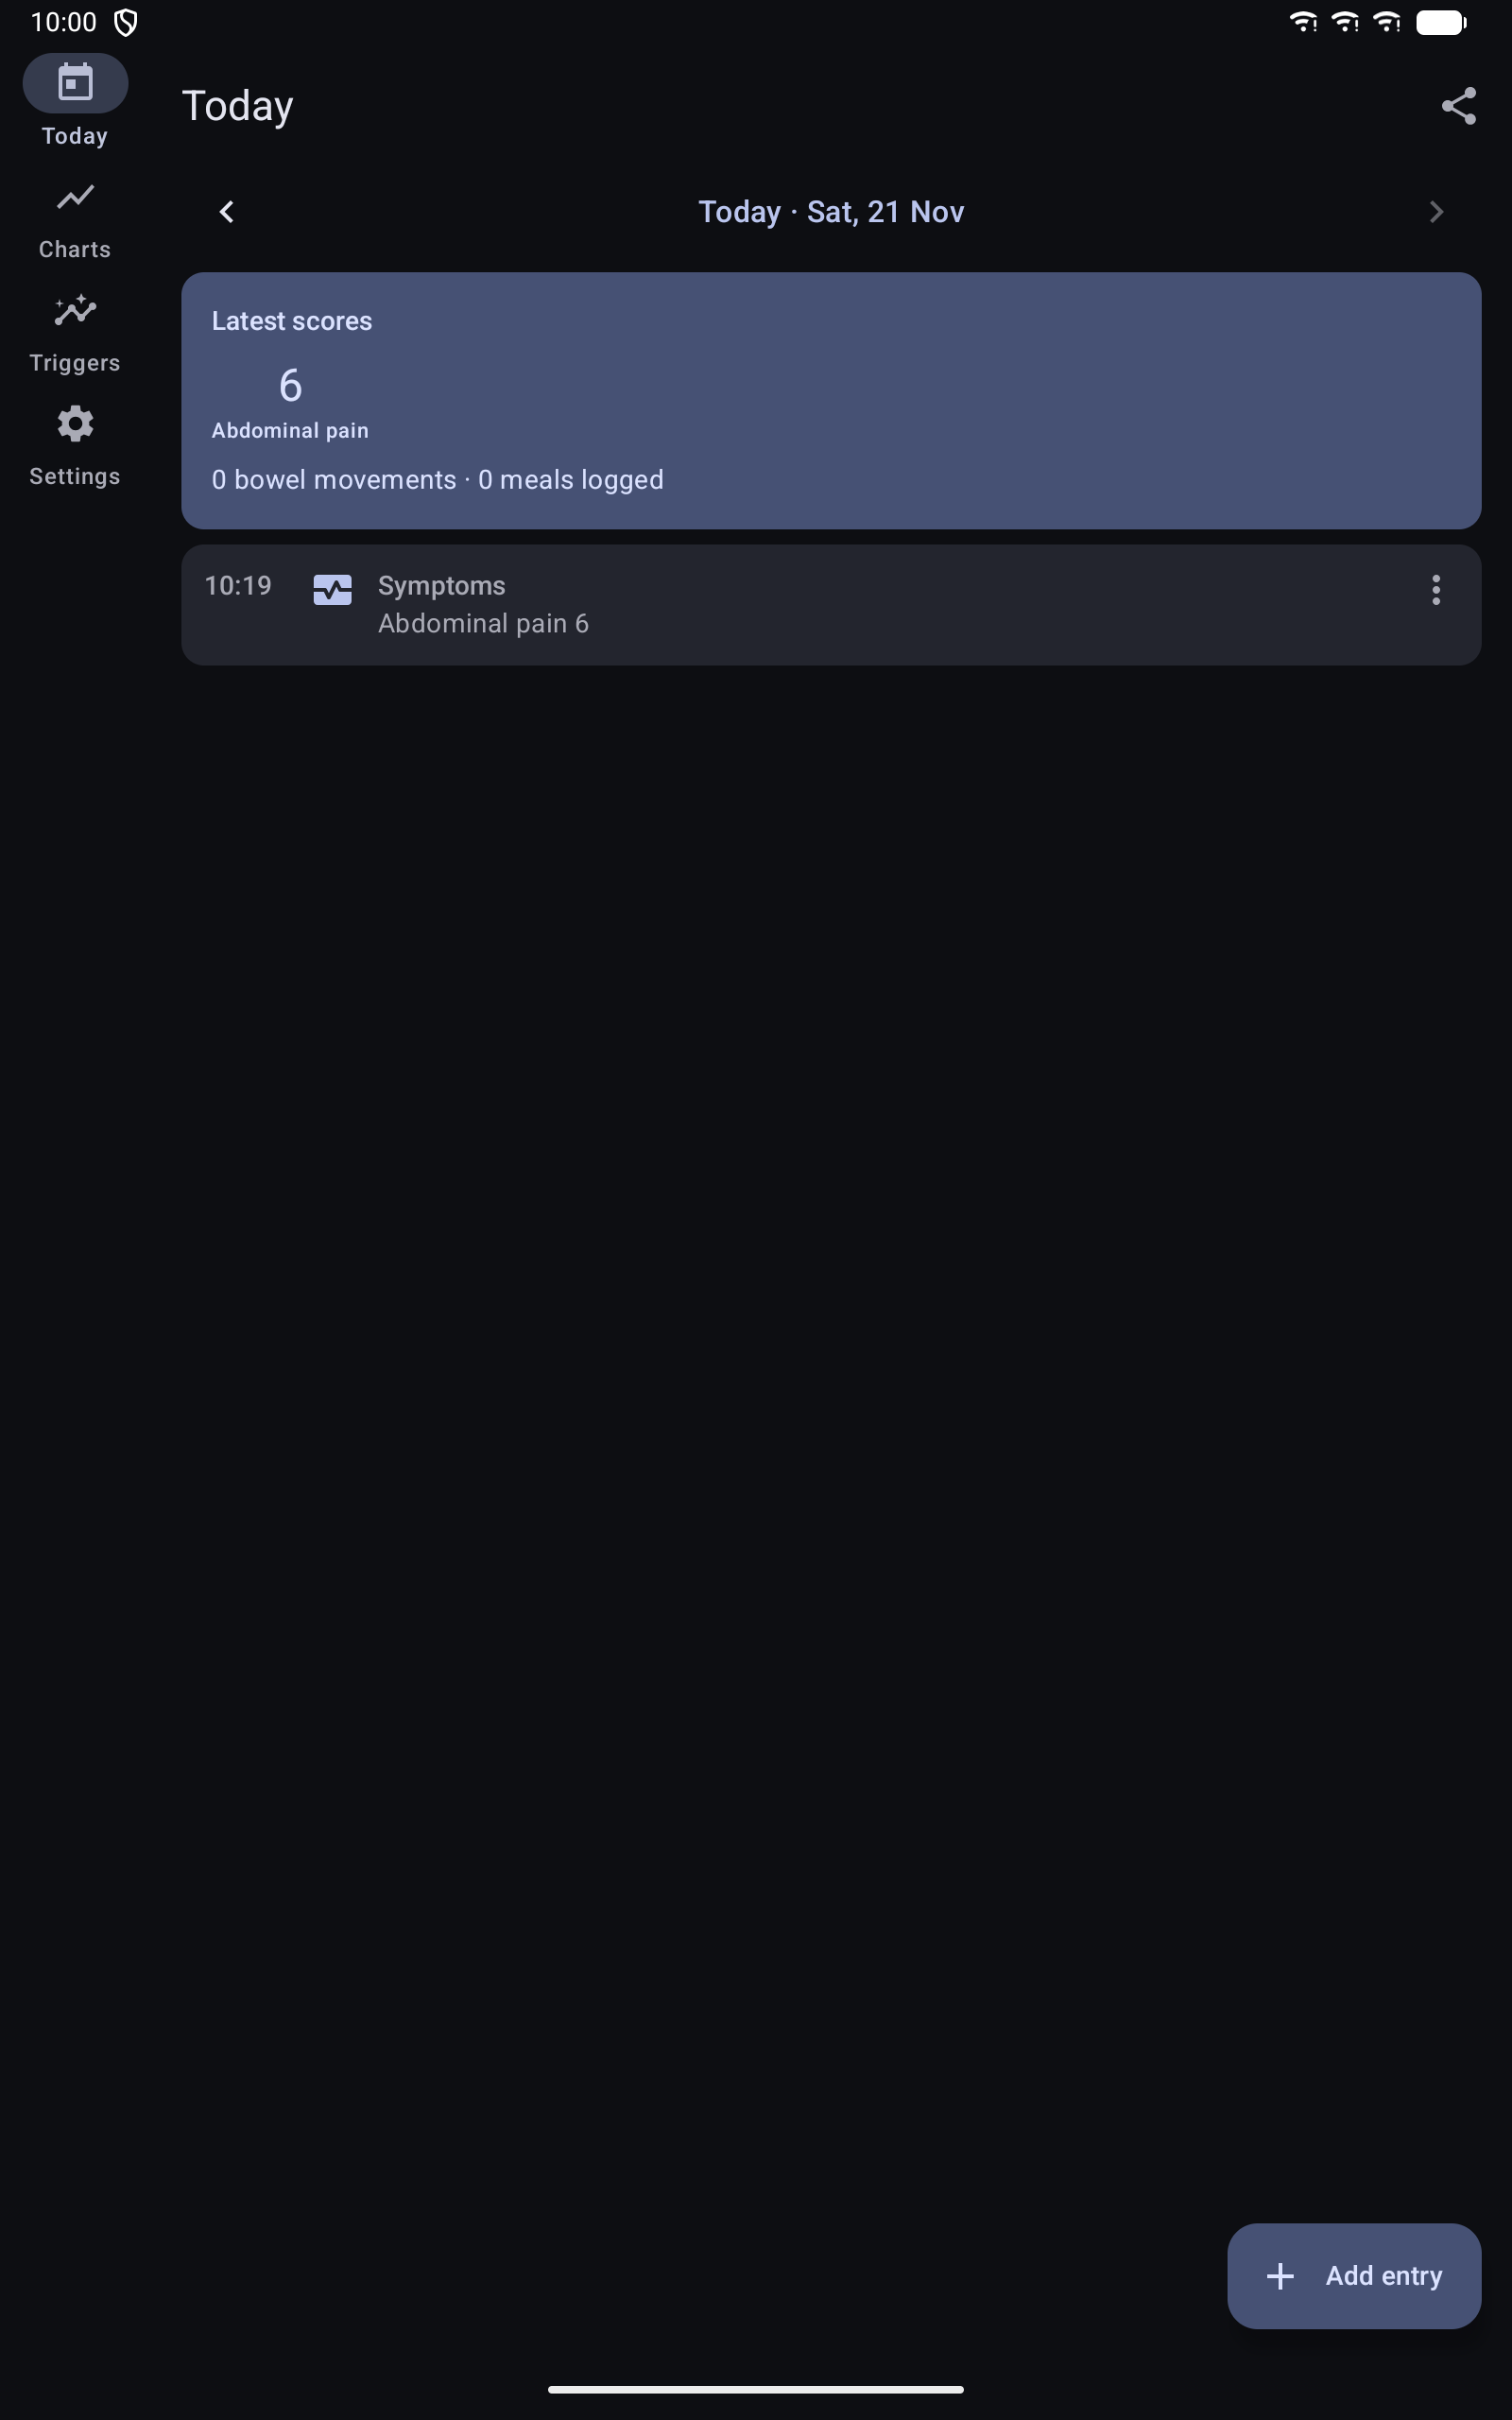 10:00
Today
Today
Today · Sat, 21 Nov
Charts
Triggers
Settings
Latest scores
6
Abdominal pain
0 bowel movements · 0 meals logged
10:19
Symptoms
Abdominal pain 6
Add entry